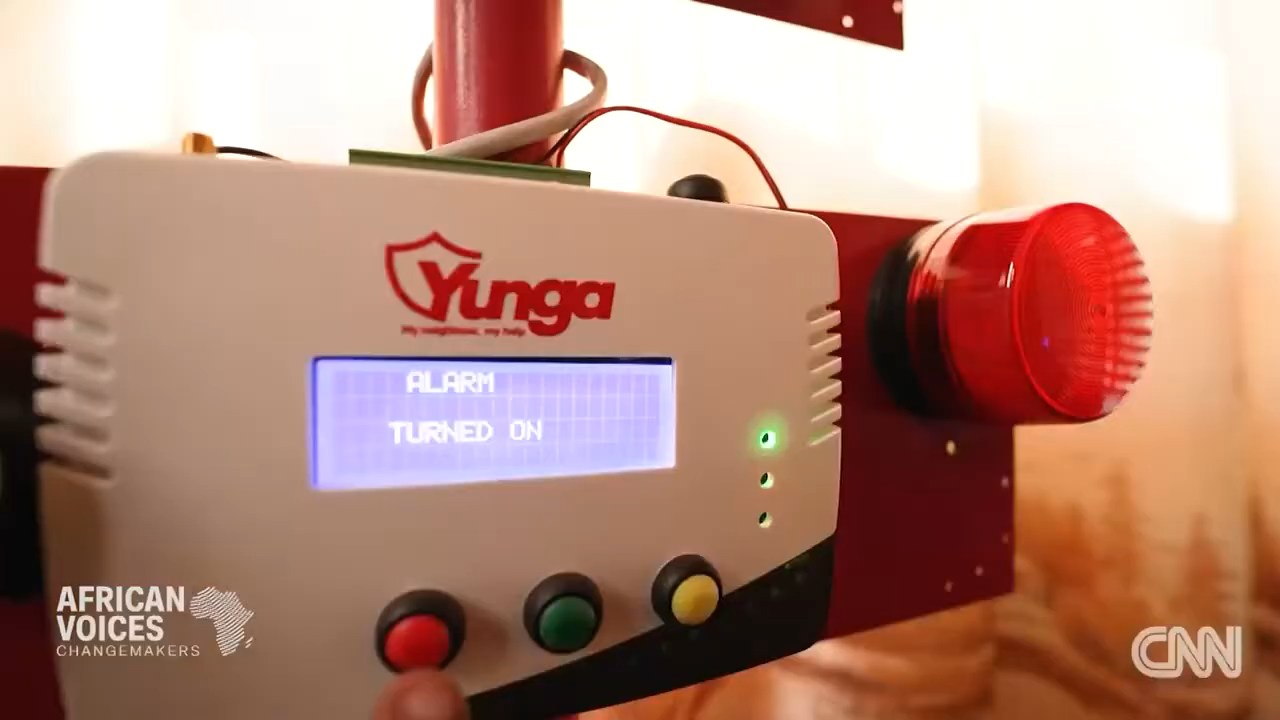 Yunga
My neighbour, my help
ALARM
TURNED ON
AFRICAN
VOICES
CHANGEMAKERS
CNN